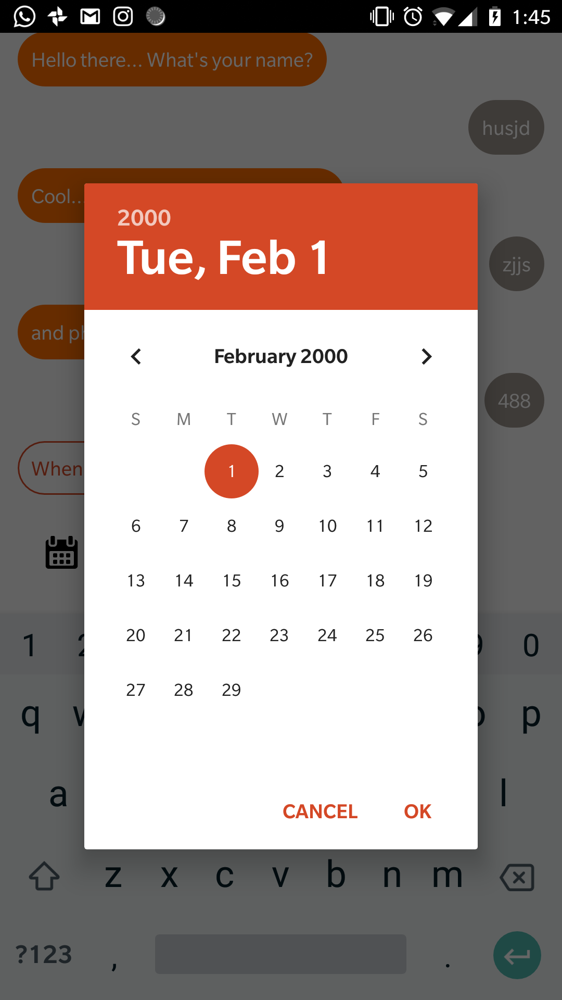 1:45
Hello there... What's your name?
husjd
Cool...
zjjs
and
488
When
2000
Tue, Feb 1
February 2000
S M T W T F S
1 2 3 4 5
6 7 8 9 10 11 12
13 14 15 16 17 18 19
20 21 22 23 24 25 26
27 28 29
CANCEL OK
1 0
q p
a l
z x c v b n m
?123 , .